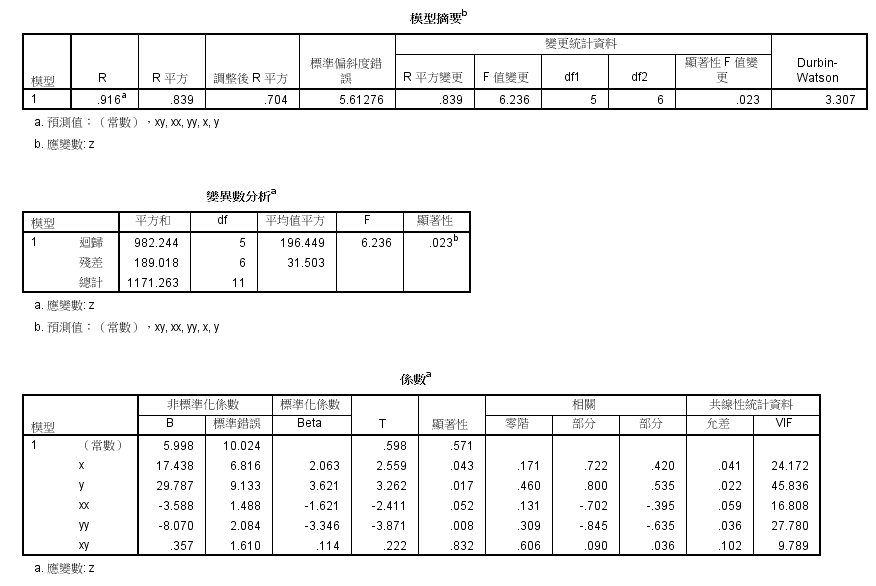 模型摘要b
變更統計資料
模型 R R 平方 調整後 R 平方 標準偏斜度錯誤 R 平方變更 F 值變更 df1 df2 顯著性 F 值變更 Durbin-Watson
1 .916a .839 .704 5.61276 .839 6.236 5 6 .023 3.307
a. 預測值:(常數),xy, xx, yy, x, y
b. 應變數: z
變異數分析a
模型 平方和 df 平均值平方 F 顯著性
1 迴歸 982.244 5 196.449 6.236 .023b
殘差 189.018 6 31.503
總計 1171.263 11
a. 應變數: z
b. 預測值:(常數),xy, xx, yy, x, y
係數a
非標準化係數 標準化係數 相關 共線性統計資料
模型 B 標準錯誤 Beta T 顯著性 零階 部分 部分 允差 VIF
1 (常數) 5.998 10.024 .598 .571
x 17.438 6.816 2.063 2.559 .043 .171 .722 .420 .041 24.172
y 29.787 9.133 3.621 3.262 .017 .460 .800 .535 .022 45.836
xx -3.588 1.488 -1.621 -2.411 .052 .131 -.702 -.395 .059 16.808
yy -8.070 2.084 -3.346 -3.871 .008 .309 -.845 -.635 .036 27.780
xy .357 1.610 .114 .222 .832 .606 .090 .036 .102 9.789
a. 應變數: z